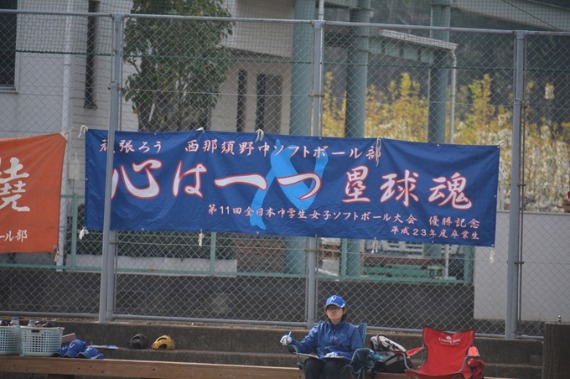 頑張ろう 西那須野中ソフトボール部
心は一つ 塁球魂
第11回全日本中学生女子ソフトボール大会 優勝記念
平成23年度卒業生
ール部